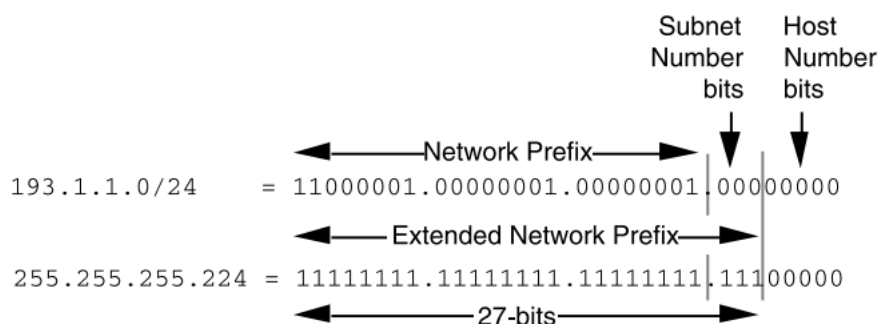 Subnet Number bits
Host Number bits
Network Prefix
193.1.1.0/24 = 11000001.00000001.00000001.00000000
Extended Network Prefix
255.255.255.224 = 11111111.11111111.11111111.11100000
27-bits